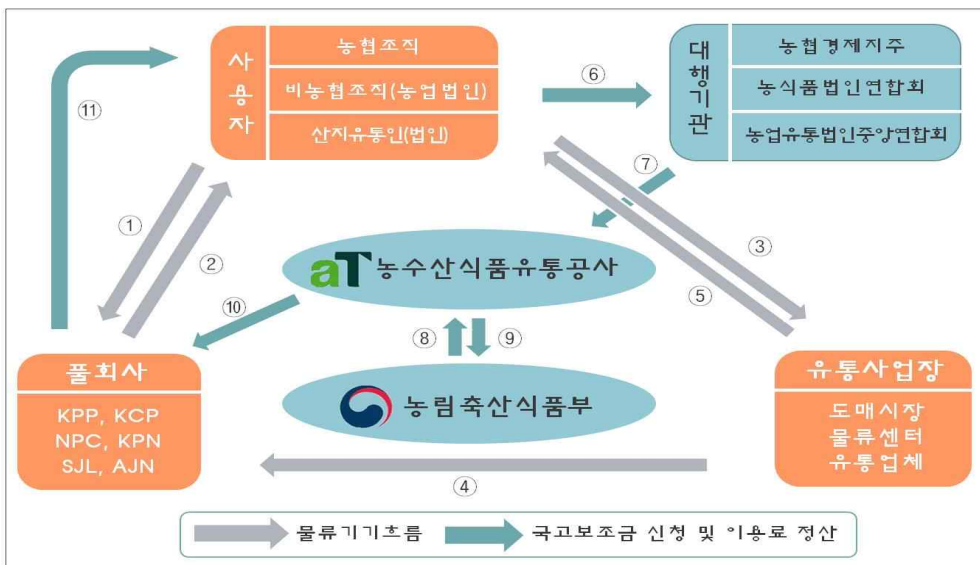 사용자
농협조직
비농협조직(농업법인)
산지유통인(법인)
⑥
대행기관
농협경제지주
농식품법인연합회
농업유통법인중앙연합회
⑪
①
②
⑦
③
⑤
aT 농수산식품유통공사
⑩
⑧
⑨
농림축산식품부
풀회사
KPP, KCP
NPC, KPN
SJL, AJN
유통사업장
도매시장
물류센터
유통업체
④
물류기기흐름
국고보조금 신청 및 이용료 정산